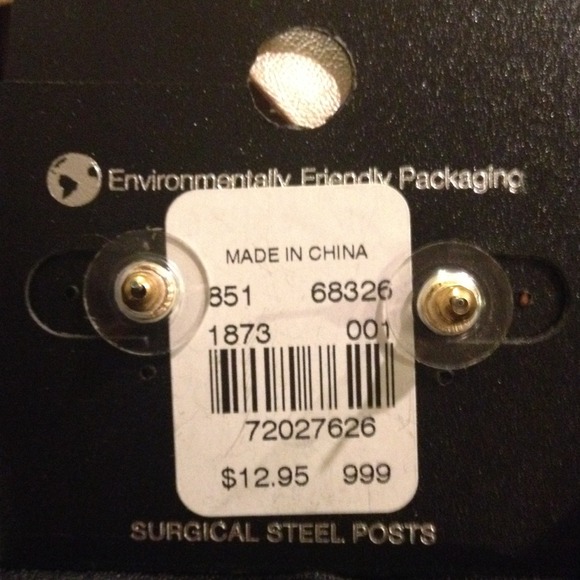 Environmentally Friendly Packaging
MADE IN CHINA
851 68326
1873 001
72027626
$12.95 999
SURGICAL STEEL POSTS